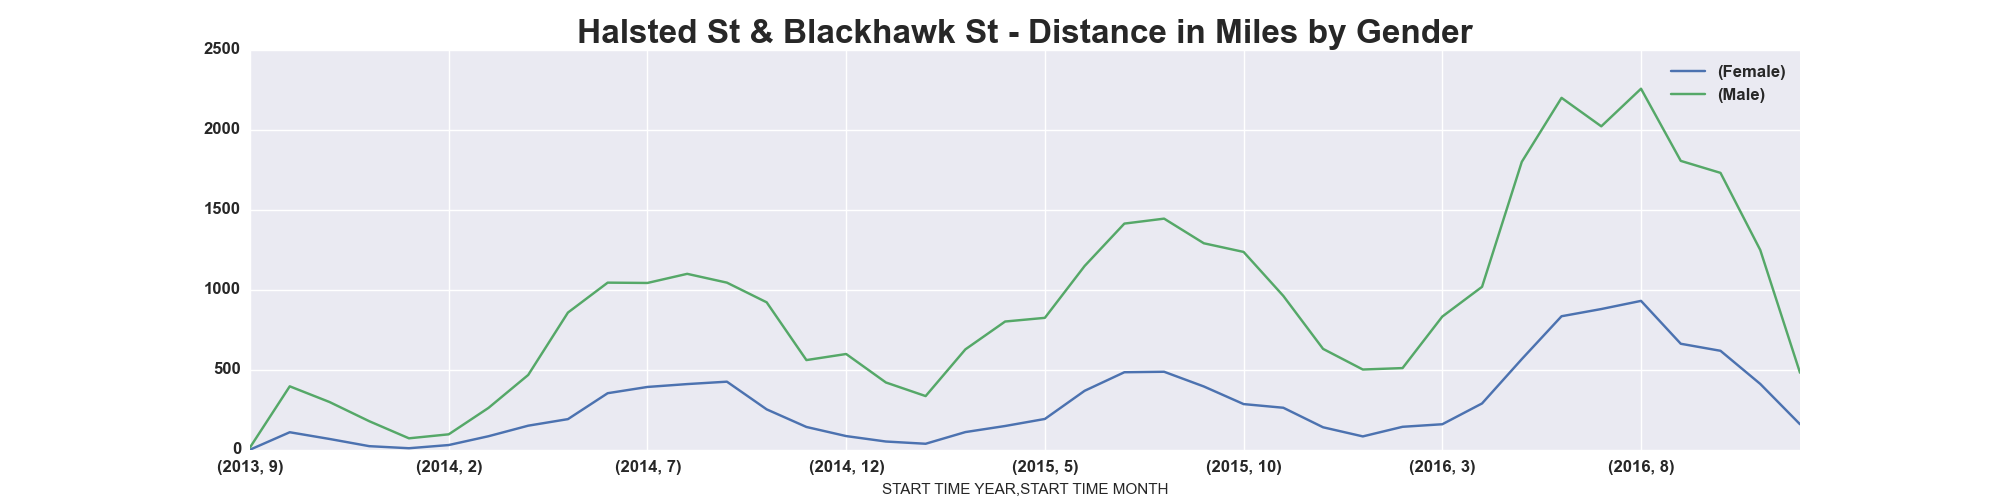 Halsted St & Blackhawk St - Distance in Miles by Gender
2500
2000
1500
1000
500
0
(Female)
(Male)
(2013, 9) (2014, 2) (2014, 7) (2014, 12) (2015, 5) (2015, 10) (2016, 3) (2016, 8)
START TIME YEAR,START TIME MONTH